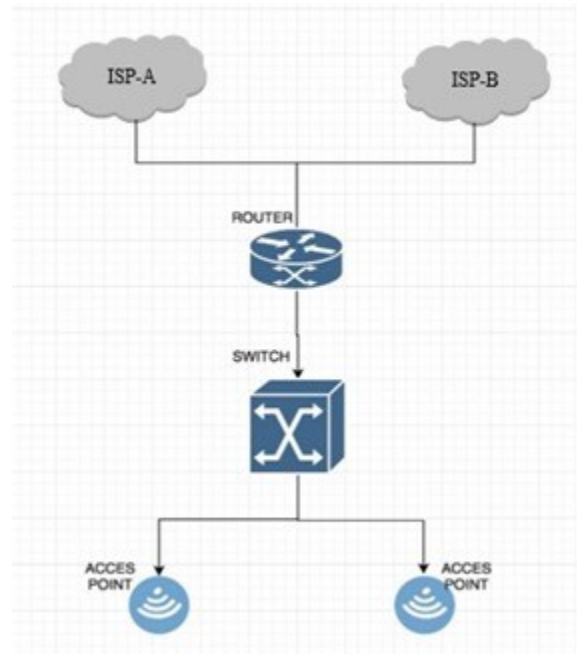 ISP-A
ISP-B
ROUTER
SWITCH
ACCES
POINT
ACCES
POINT